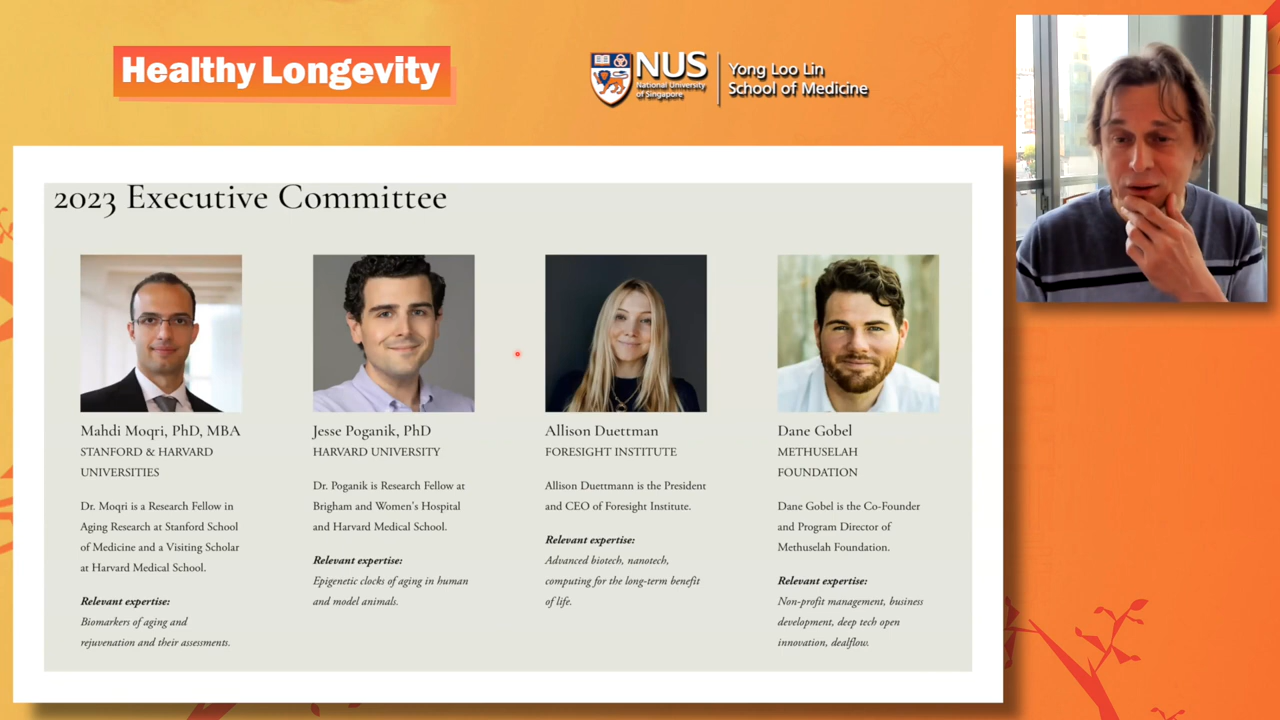 Healthy Longevity
NUS
National University
of Singapore
Yong Loo Lin
School of Medicine
2023 Executive Committee
Mahdi Moqri, PhD, MBA
STANFORD & HARVARD
UNIVERSITIES
Dr. Moqri is a Research Fellow in
Aging Research at Stanford School
of Medicine and a Visiting Scholar
at Harvard Medical School.
Relevant expertise:
Biomarkers of aging and
rejuvenation and their assessments.
Jesse Poganik, PhD
HARVARD UNIVERSITY
Dr. Poganik is Research Fellow at
Brigham and Women's Hospital
and Harvard Medical School.
Relevant expertise:
Epigenetic clocks of aging in human
and model animals.
Allison Duettman
FORESIGHT INSTITUTE
Allison Duettmann is the President
and CEO of Foresight Institute.
Relevant expertise:
Advanced biotech, nanotech,
computing for the long-term benefit
of life.
Dane Gobel
METHUSELAH
FOUNDATION
Dane Gobel is the Co-Founder
and Program Director of
Methuselah Foundation.
Relevant expertise:
Non-profit management, business
development, deep tech open
innovation, dealflow.